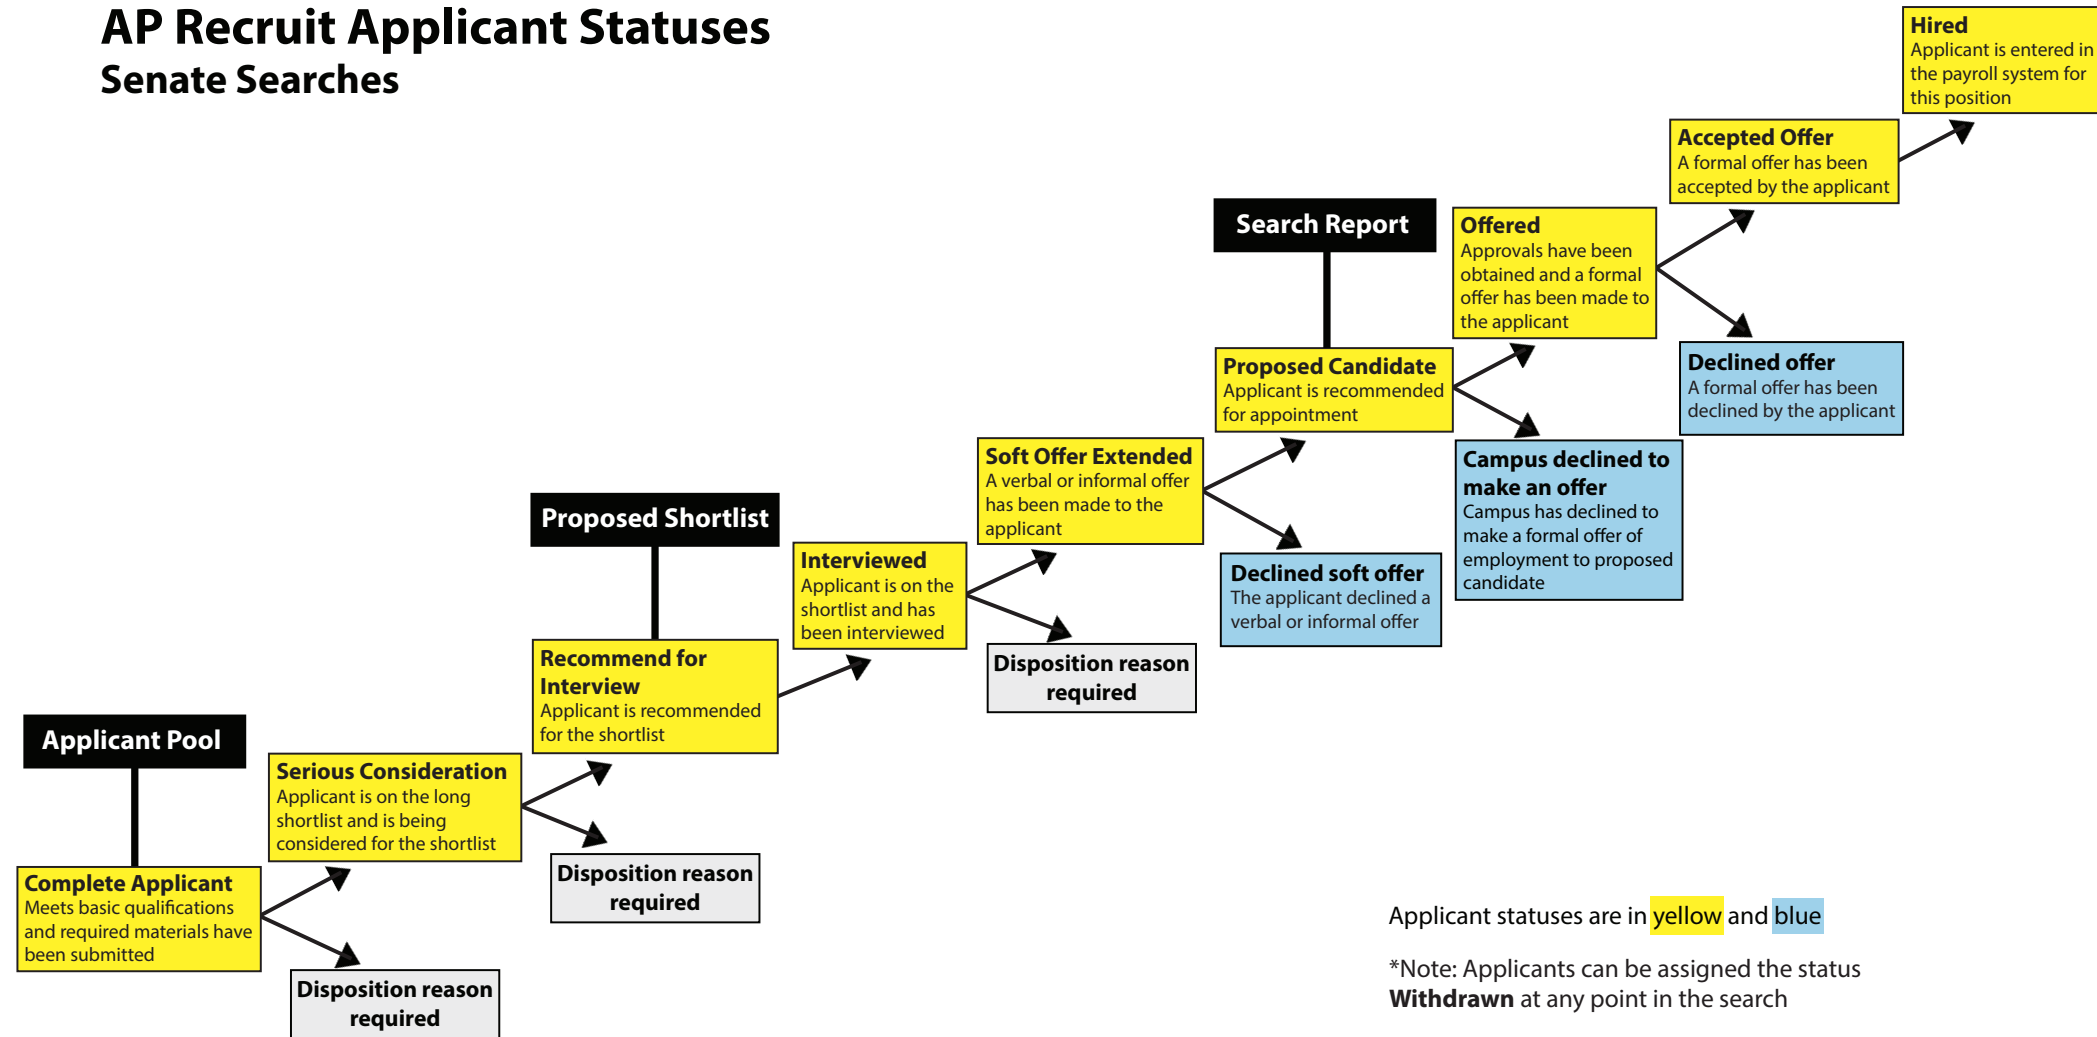 AP Recruit Applicant Statuses
Senate Searches
Applicant Pool
Complete Applicant
Meets basic qualifications
and required materials have
been submitted
Disposition reason
required
Serious Consideration
Applicant is on the long
shortlist and is being
considered for the shortlist
Disposition reason
required
Proposed Shortlist
Recommend for
Interview
Applicant is recommended
for the shortlist
Interviewed
Applicant is on the
shortlist and has
been interviewed
Disposition reason
required
Soft Offer Extended
A verbal or informal offer
has been made to the
applicant
Declined soft offer
The applicant declined a
verbal or informal offer
Search Report
Proposed Candidate
Applicant is recommended
for appointment
Campus declined to
make an offer
Campus has declined to
make a formal offer of
employment to proposed
candidate
Offered
Approvals have been
obtained and a formal
offer has been made to
the applicant
Declined offer
A formal offer has been
declined by the applicant
Accepted Offer
A formal offer has been
accepted by the applicant
Hired
Applicant is entered in
the payroll system for
this position
Applicant statuses are in yellow and blue
*Note: Applicants can be assigned the status
Withdrawn at any point in the search